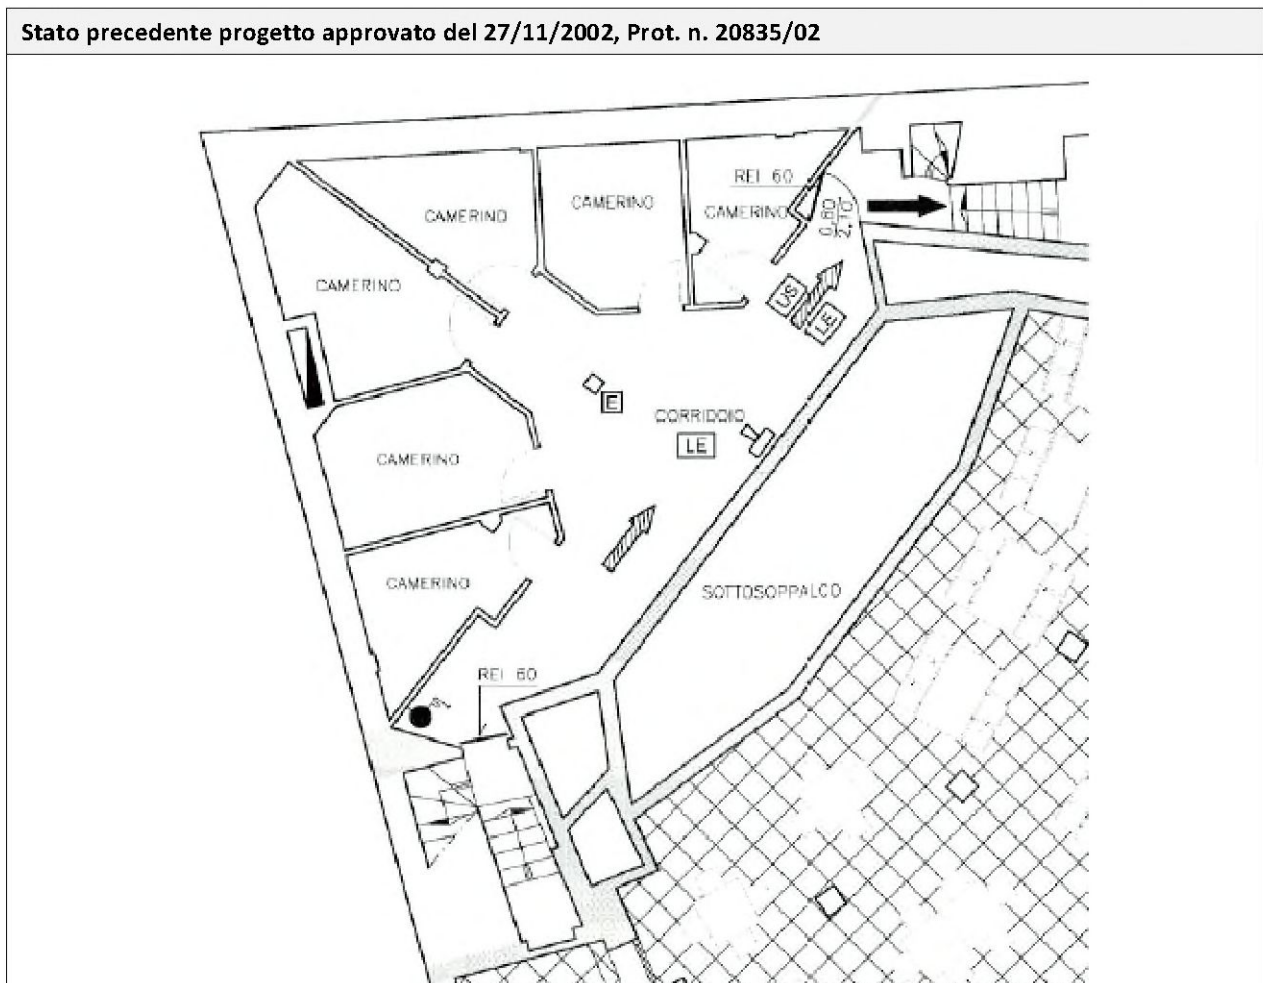 Stato precedente progetto approvato del 27/11/2002, Prot. n. 20835/02
REI 60
CAMERINO
CAMERINO
CAMERINO
0.80
2.10
CAMERINO
US
LE
E
CORRIDOIO
LE
CAMERINO
CAMERINO
SOTTOSOPPALCO
REI 60